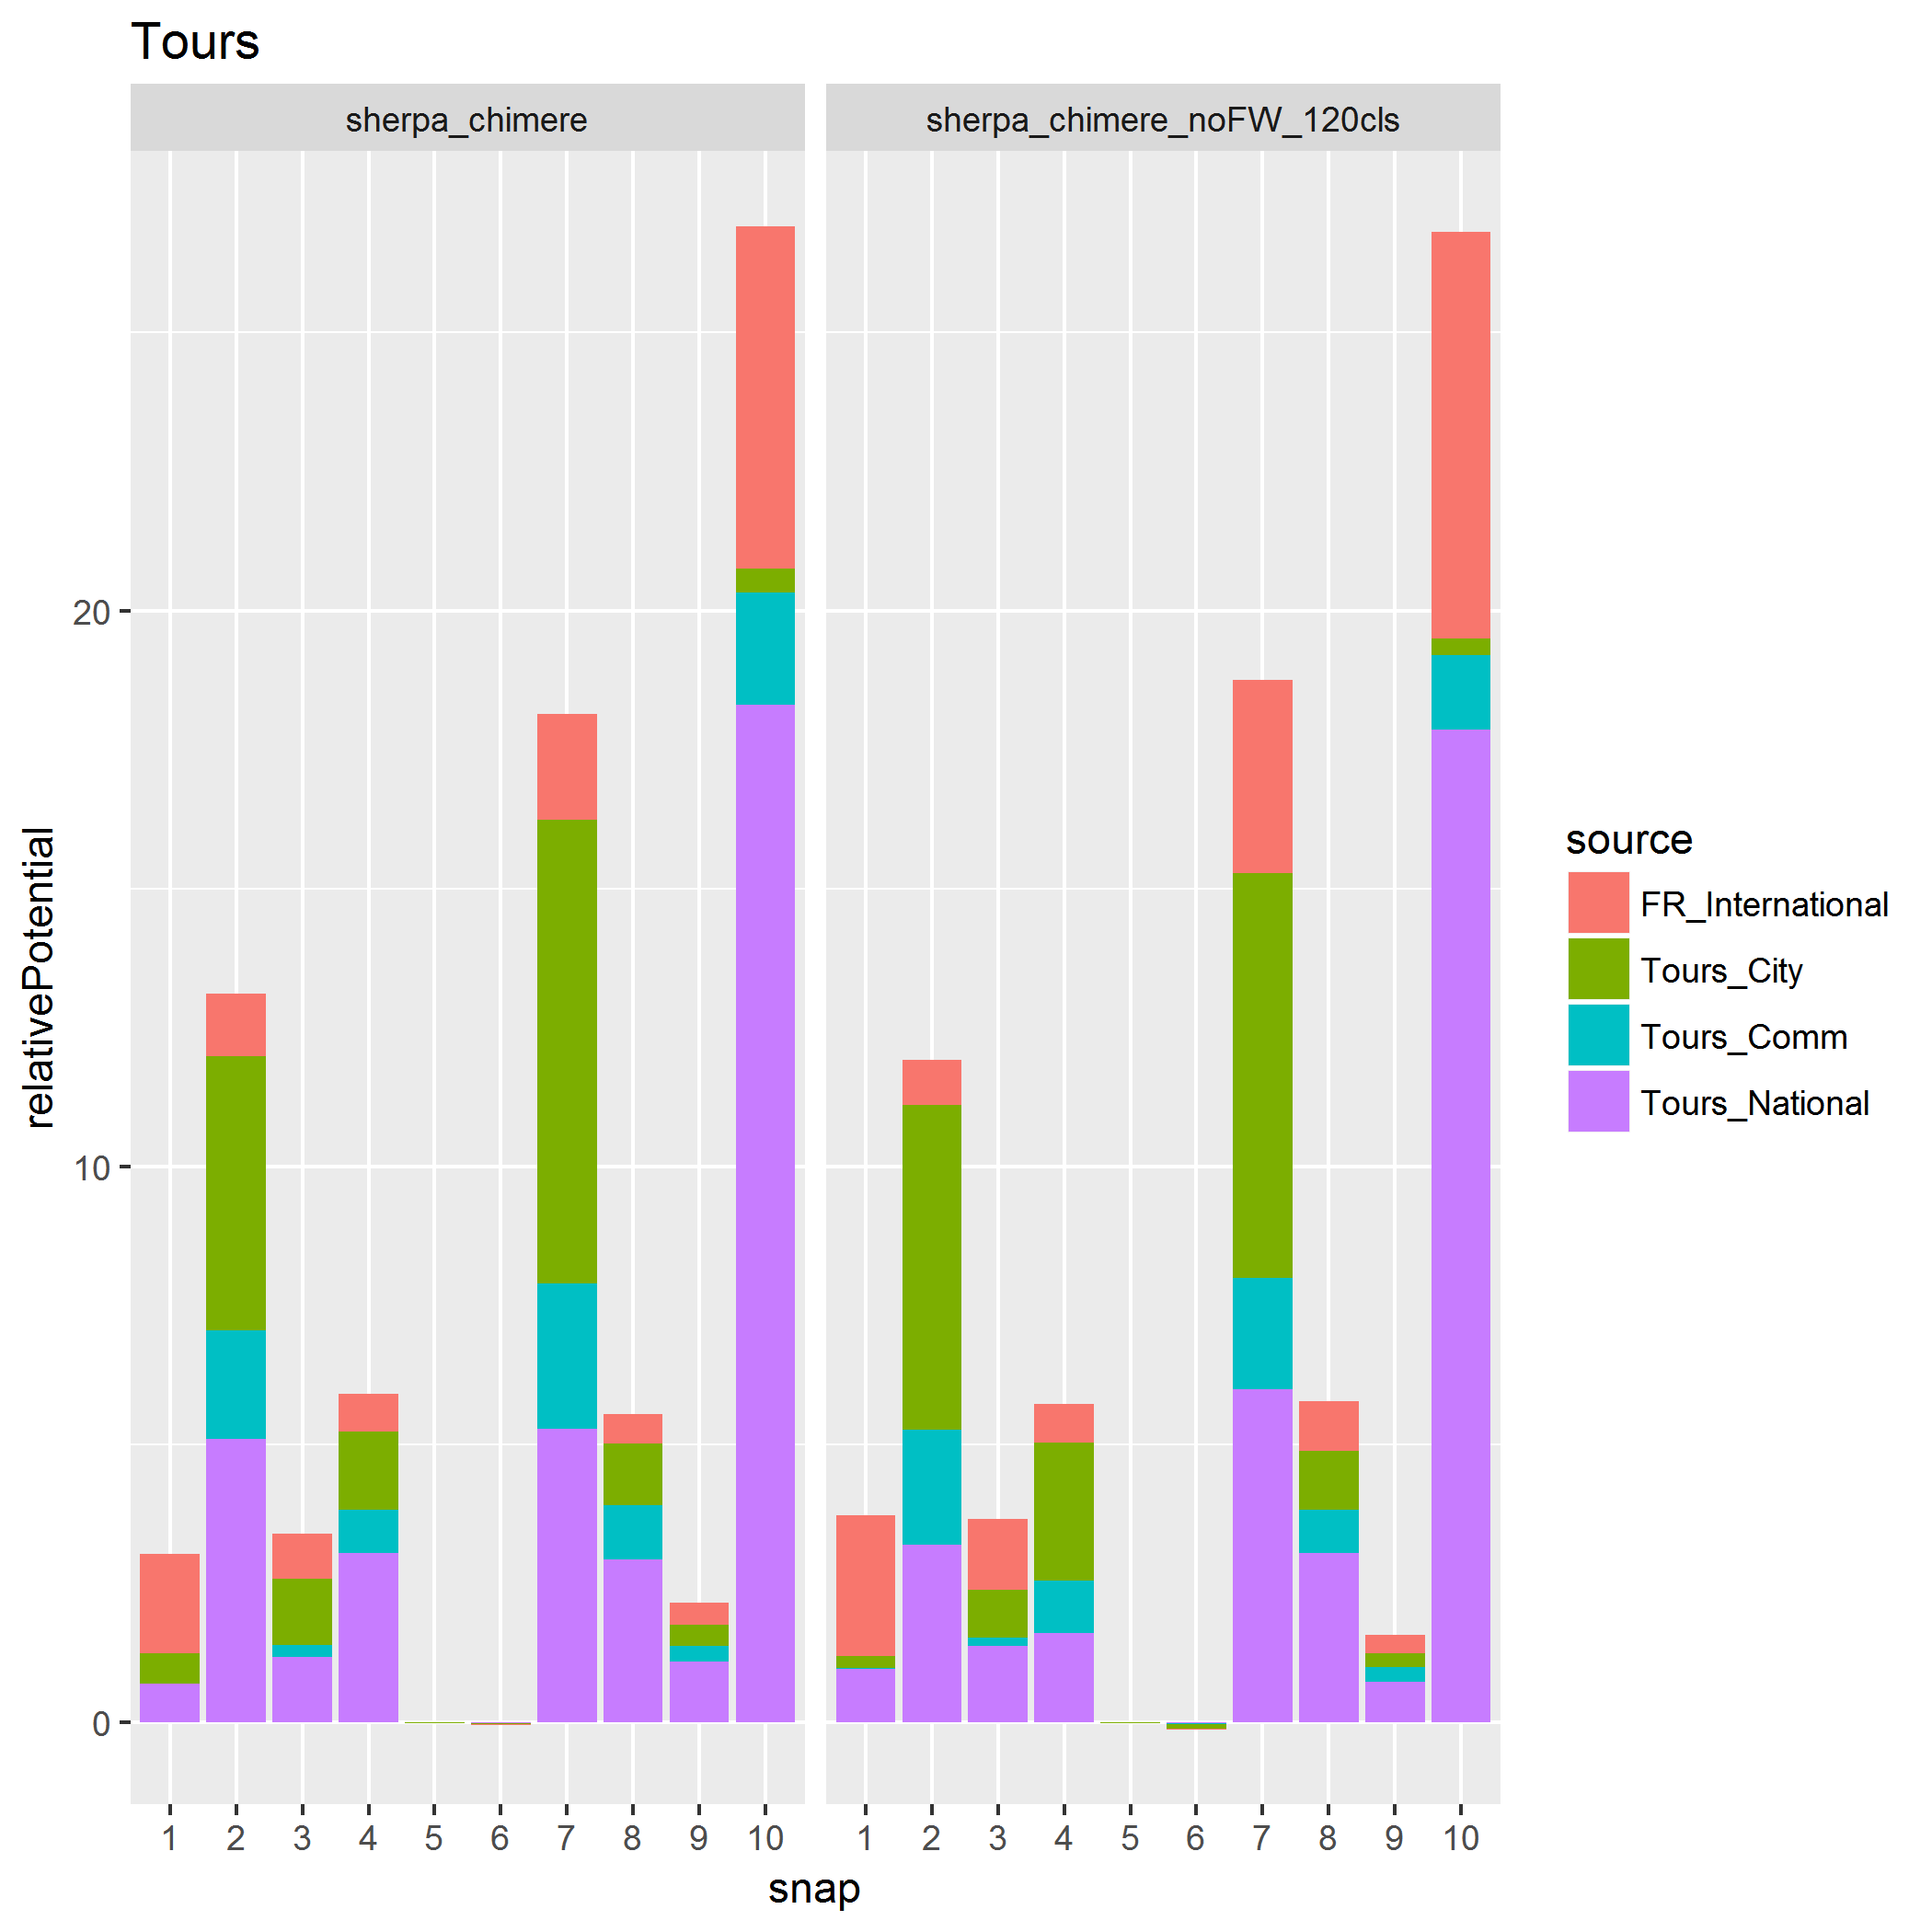 Tours
sherpa_chimere
sherpa_chimere_noFW_120cls
relativePotential
20
10
0
1 2 3 4 5 6 7 8 9 10
1 2 3 4 5 6 7 8 9 10
snap
source
FR_International
Tours_City
Tours_Comm
Tours_National